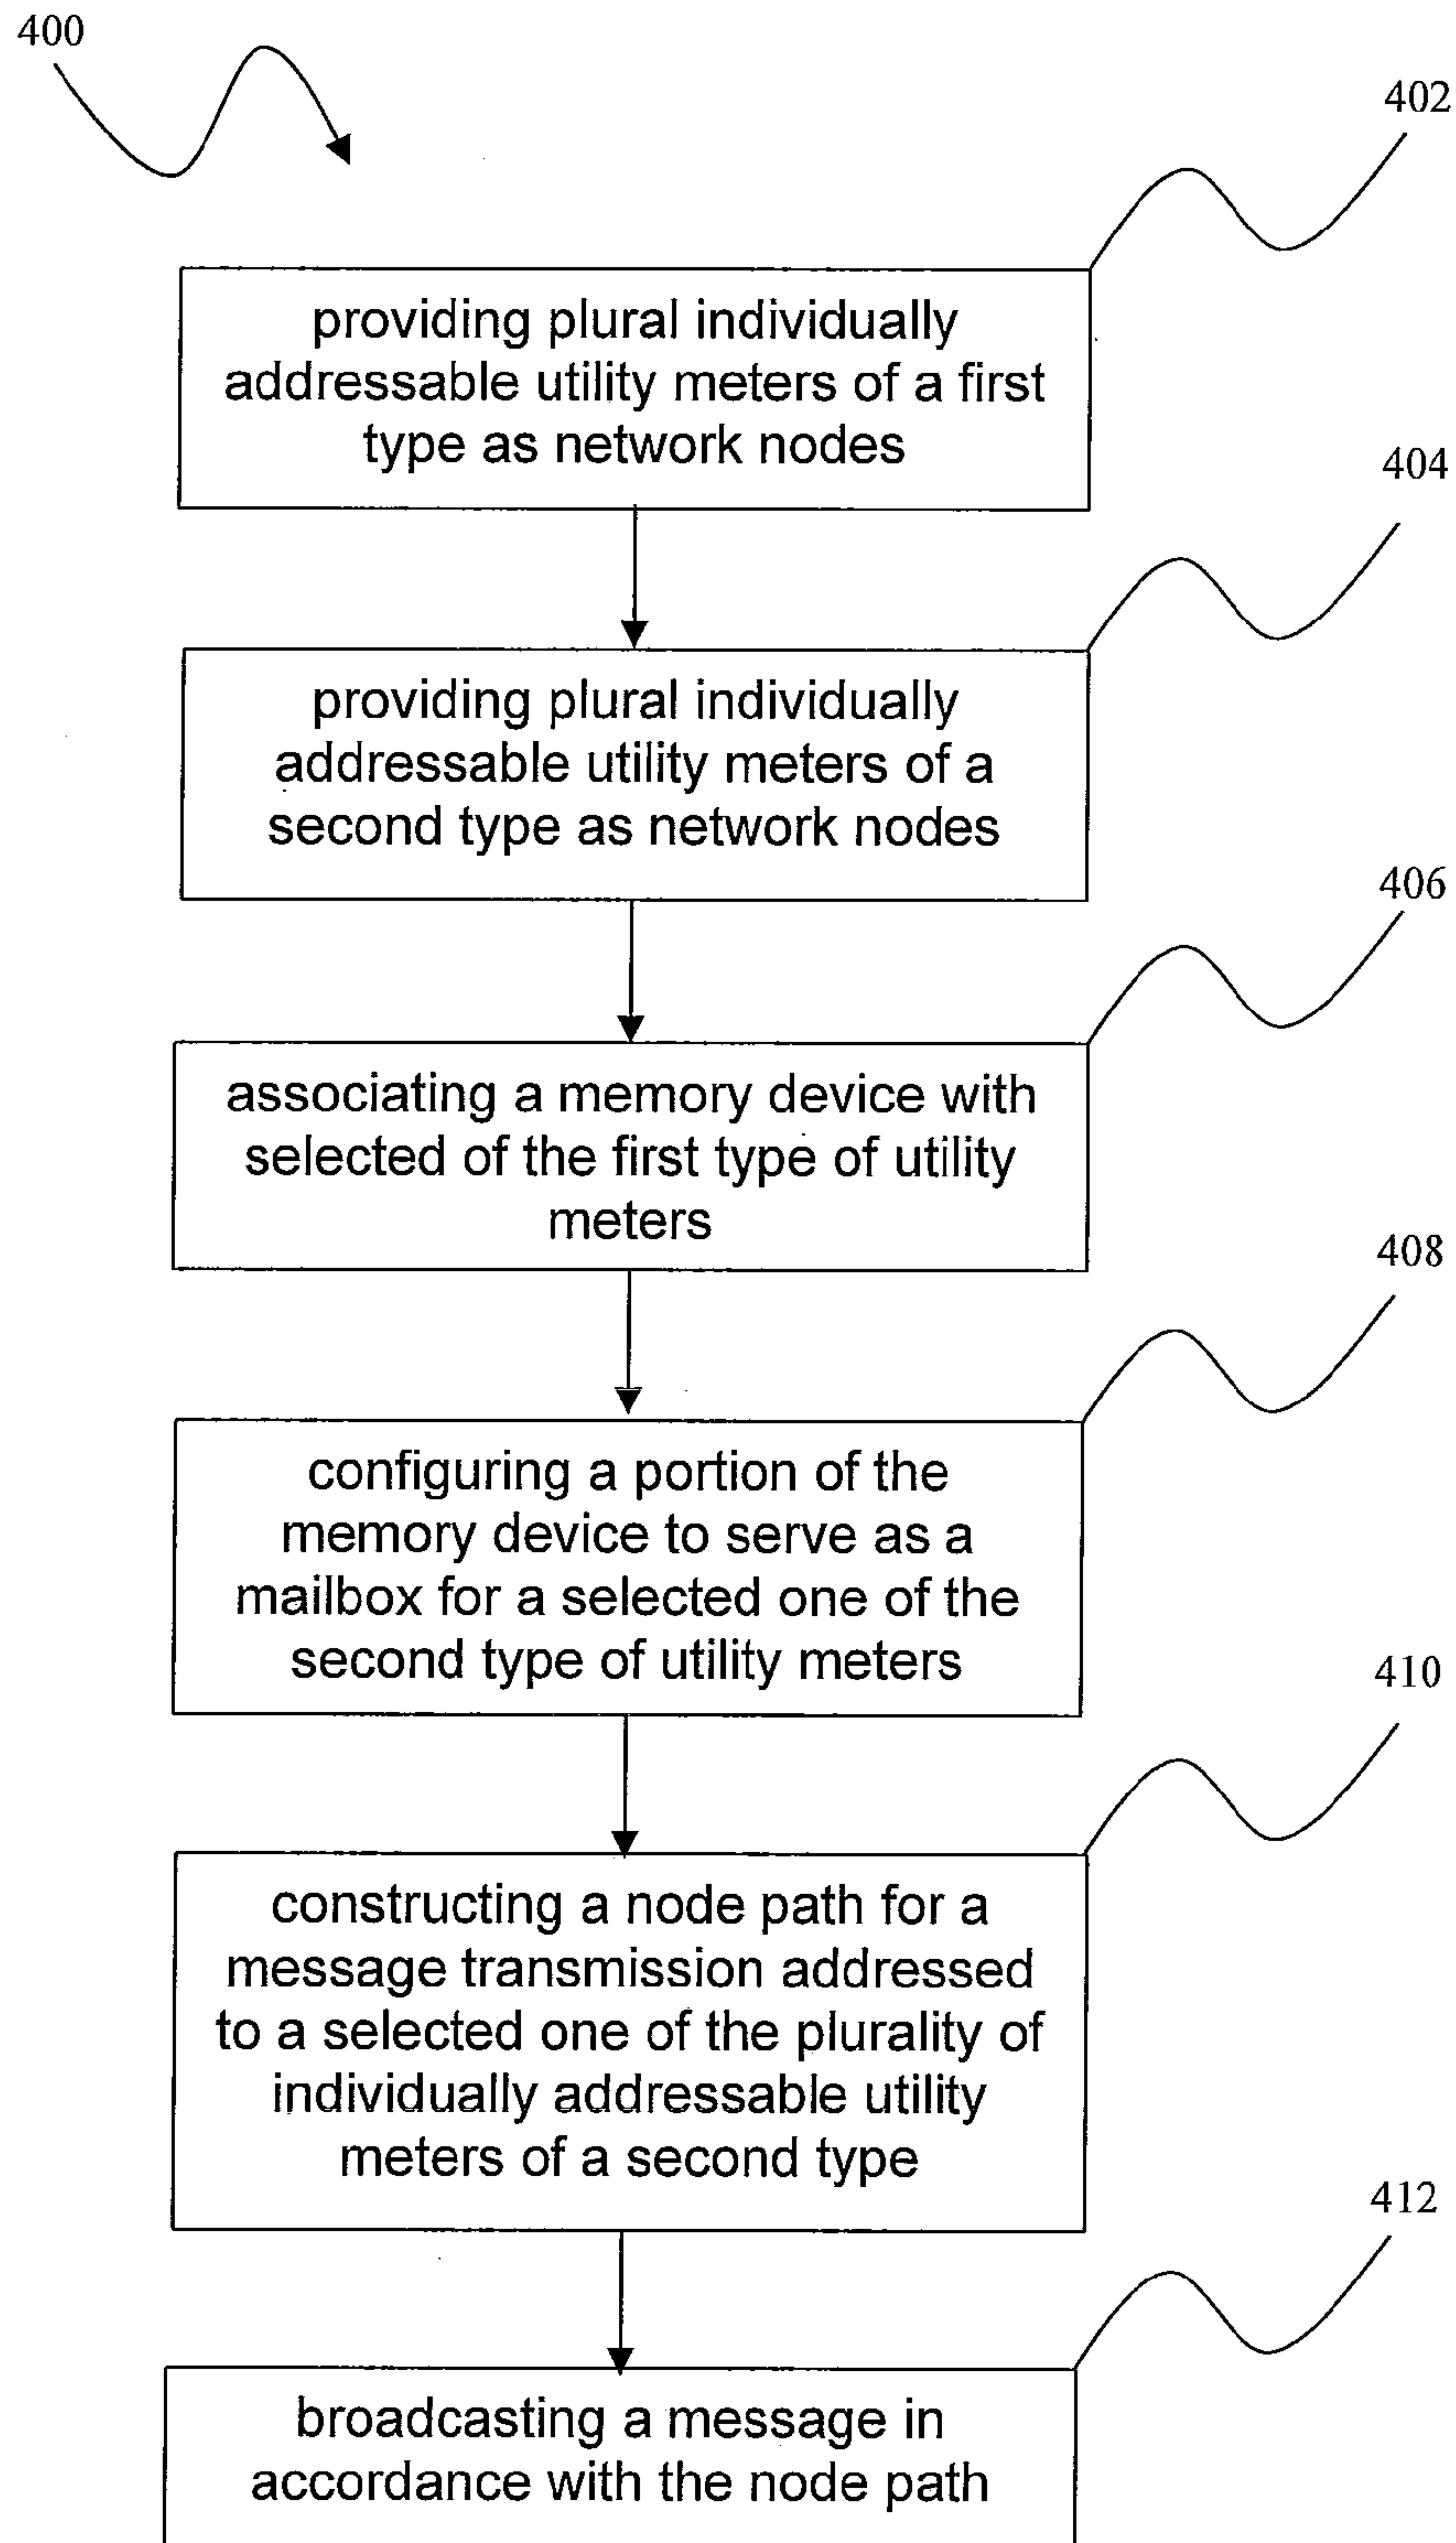 400
402
providing plural individually
addressable utility meters of a first
type as network nodes
404
providing plural individually
addressable utility meters of a
second type as network nodes
406
associating a memory device with
selected of the first type of utility
meters
408
configuring a portion of the
memory device to serve as a
mailbox for a selected one of the
second type of utility meters
410
constructing a node path for a
message transmission addressed
to a selected one of the plurality of
individually addressable utility
meters of a second type
412
broadcasting a message in
accordance with the node path